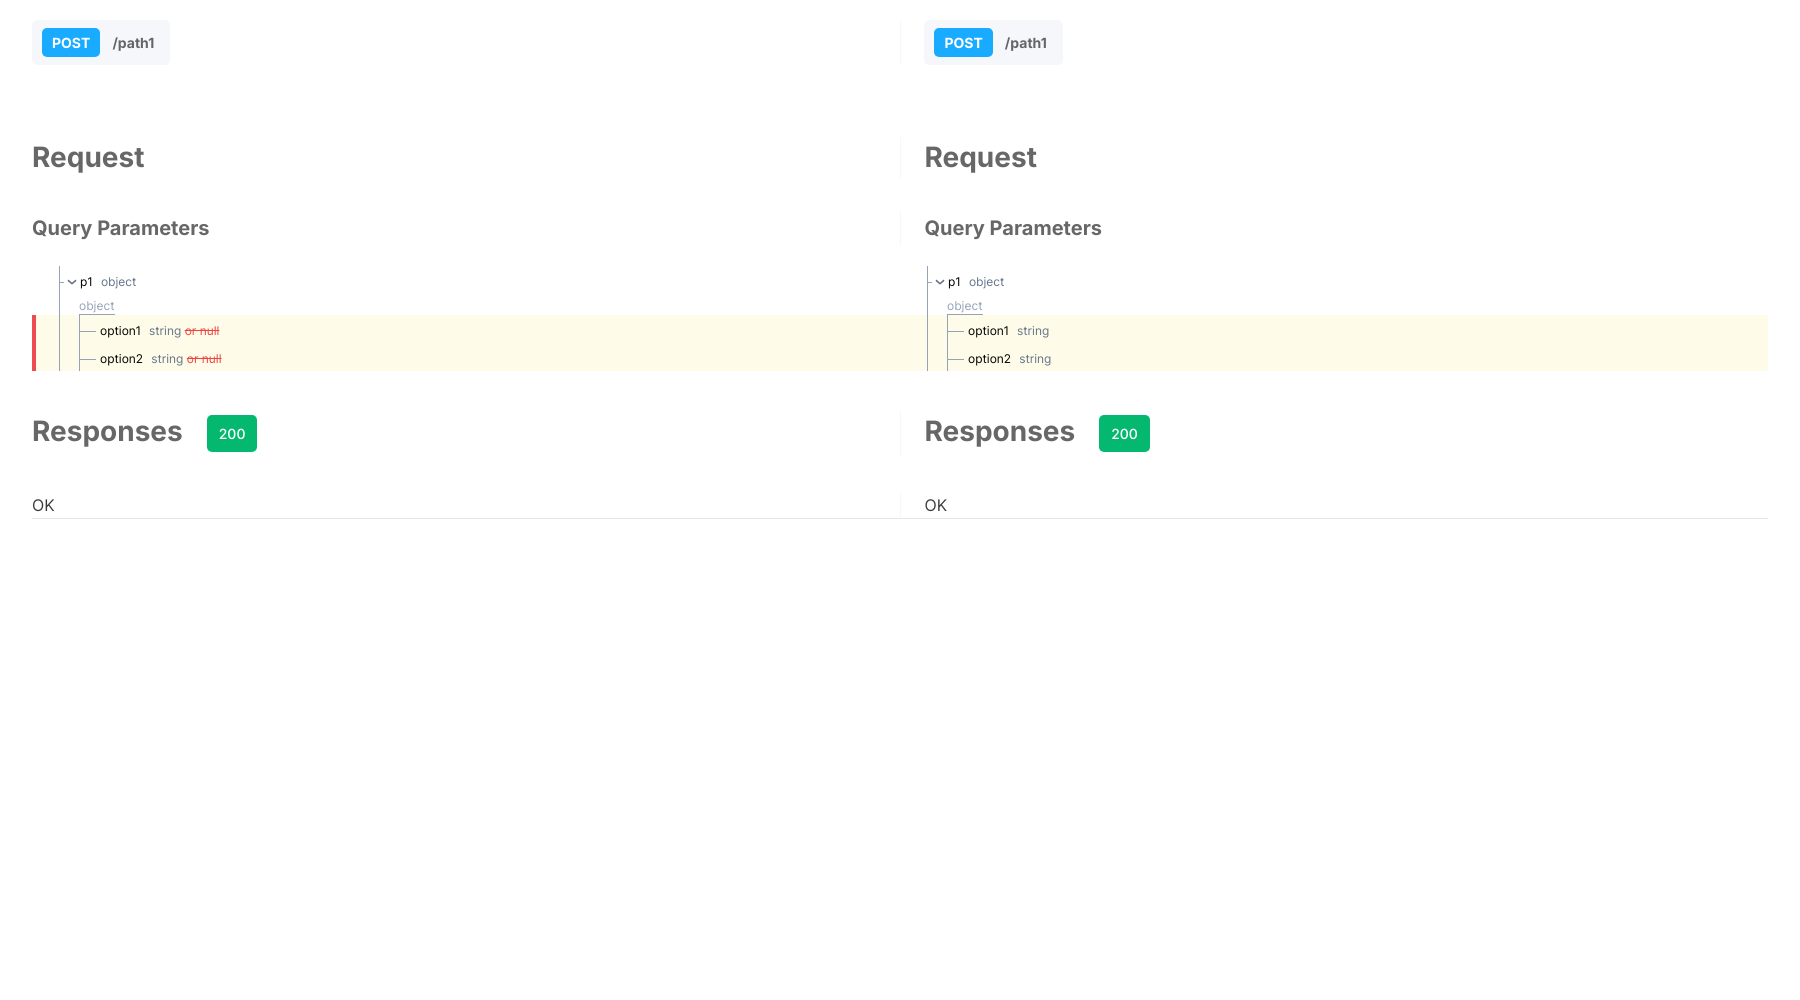 POST /path1
POST /path1
Request
Request
Query Parameters
Query Parameters
p1 object
p1 object
object
object
option1 string or null
option1 string
option2 string or null
option2 string
Responses 200
Responses 200
OK
OK